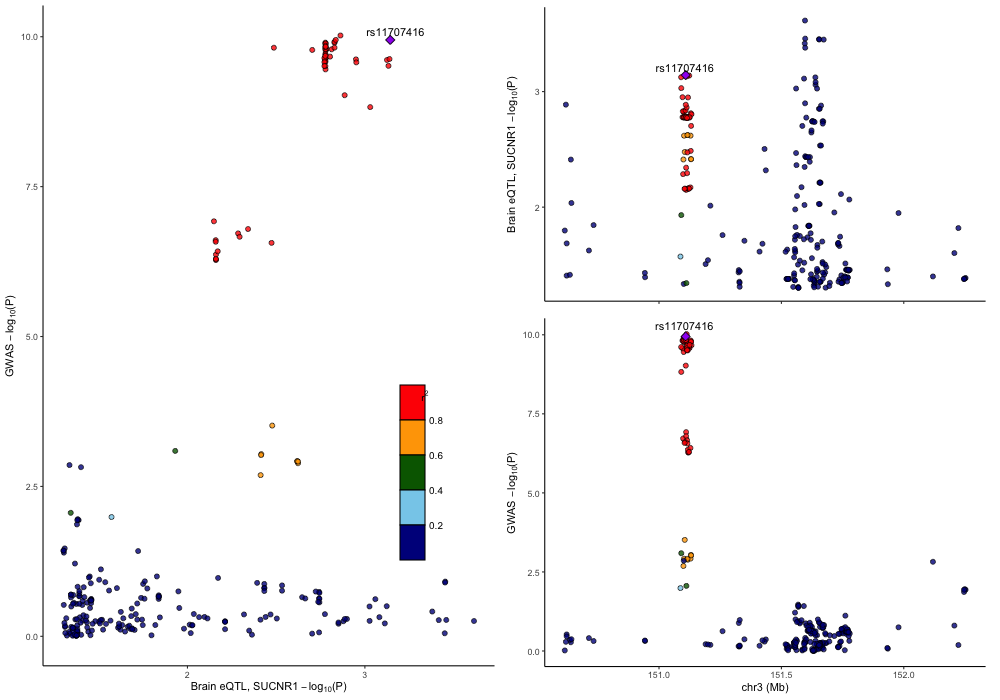 rs11707416
10.0
7.5
5.0
2.5
0.0
GWAS −log10(P)
2
3
Brain eQTL, SUCNR1 −log10(P)
r2
0.8
0.6
0.4
0.2
rs11707416
3
2
Brain eQTL, SUCNR1 −log10(P)
rs11707416
10.0
7.5
5.0
2.5
0.0
GWAS −log10(P)
151.0
151.5
152.0
chr3 (Mb)